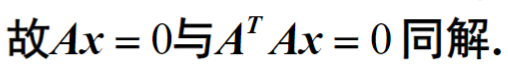 故Ax = 0与A^T Ax = 0 同解.